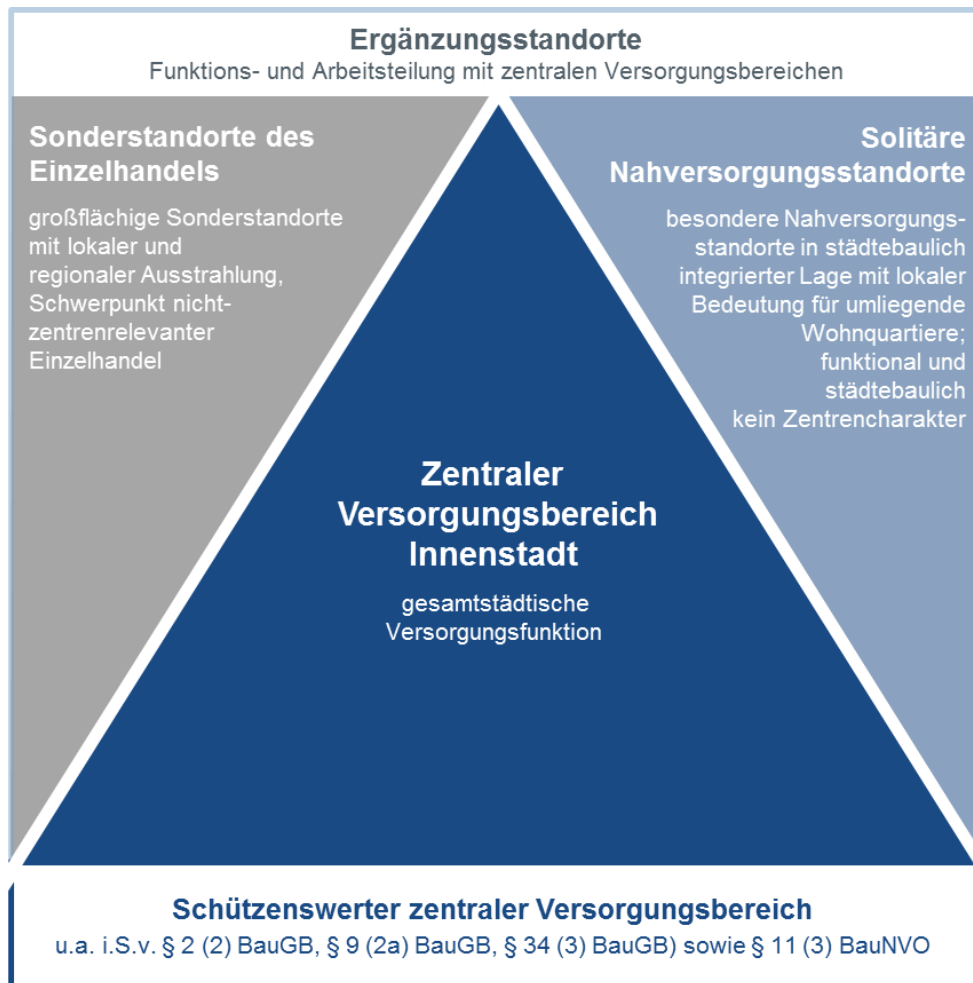 Ergänzungsstandorte
Funktions- und Arbeitsteilung mit zentralen Versorgungsbereichen
Sonderstandorte des
Einzelhandels
großflächige Sonderstandorte
mit lokaler und
regionaler Ausstrahlung,
Schwerpunkt nicht-
zentrenrelevanter
Einzelhandel
Solitäre
Nahversorgungsstandorte
besondere Nahversorgungs-
standorte in städtebaulich
integrierter Lage mit lokaler
Bedeutung für umliegende
Wohnquartiere;
funktional und
städtebaulich
kein Zentrencharakter
Zentraler
Versorgungsbereich
Innenstadt
gesamtstädtische
Versorgungsfunktion
Schützenswerter zentraler Versorgungsbereich
u.a. i.S.v. § 2 (2) BauGB, § 9 (2a) BauGB, § 34 (3) BauGB) sowie § 11 (3) BauNVO